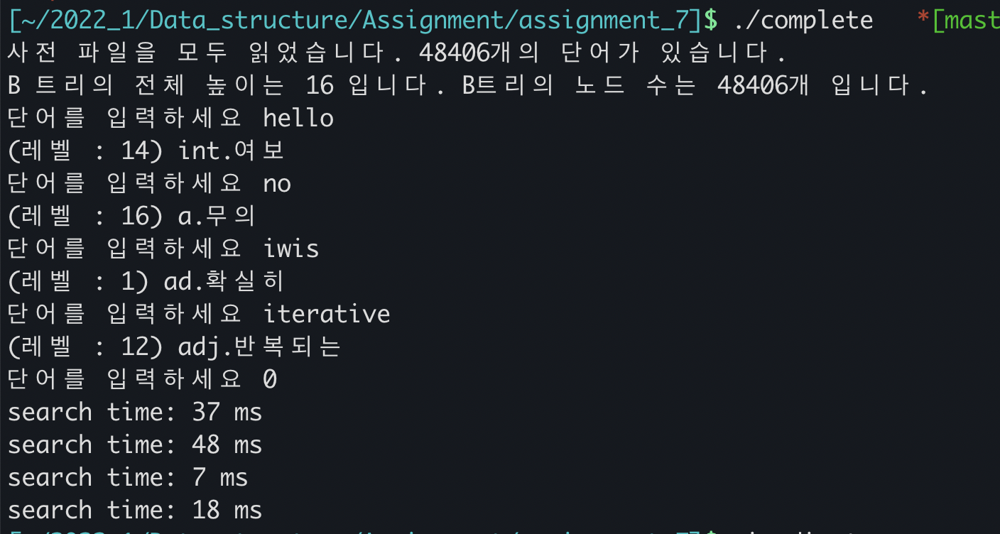 [~/2022_1/Data_structure/Assignment/assignment_7]$ ./complete *[mast
사전 파일을 모두 읽었습니다. 48406개의 단어가 있습니다.
B 트리의 전체 높이는 16 입니다. B트리의 노드 수는 48406개 입니다.
단어를 입력하세요 hello
(레벨 : 14) int.여보
단어를 입력하세요 no
(레벨 : 16) a.무의
단어를 입력하세요 iwis
(레벨 : 1) ad.확실히
단어를 입력하세요 iterative
(레벨 : 12) adj.반복되는
단어를 입력하세요 0
search time: 37 ms
search time: 48 ms
search time: 7 ms
search time: 18 ms